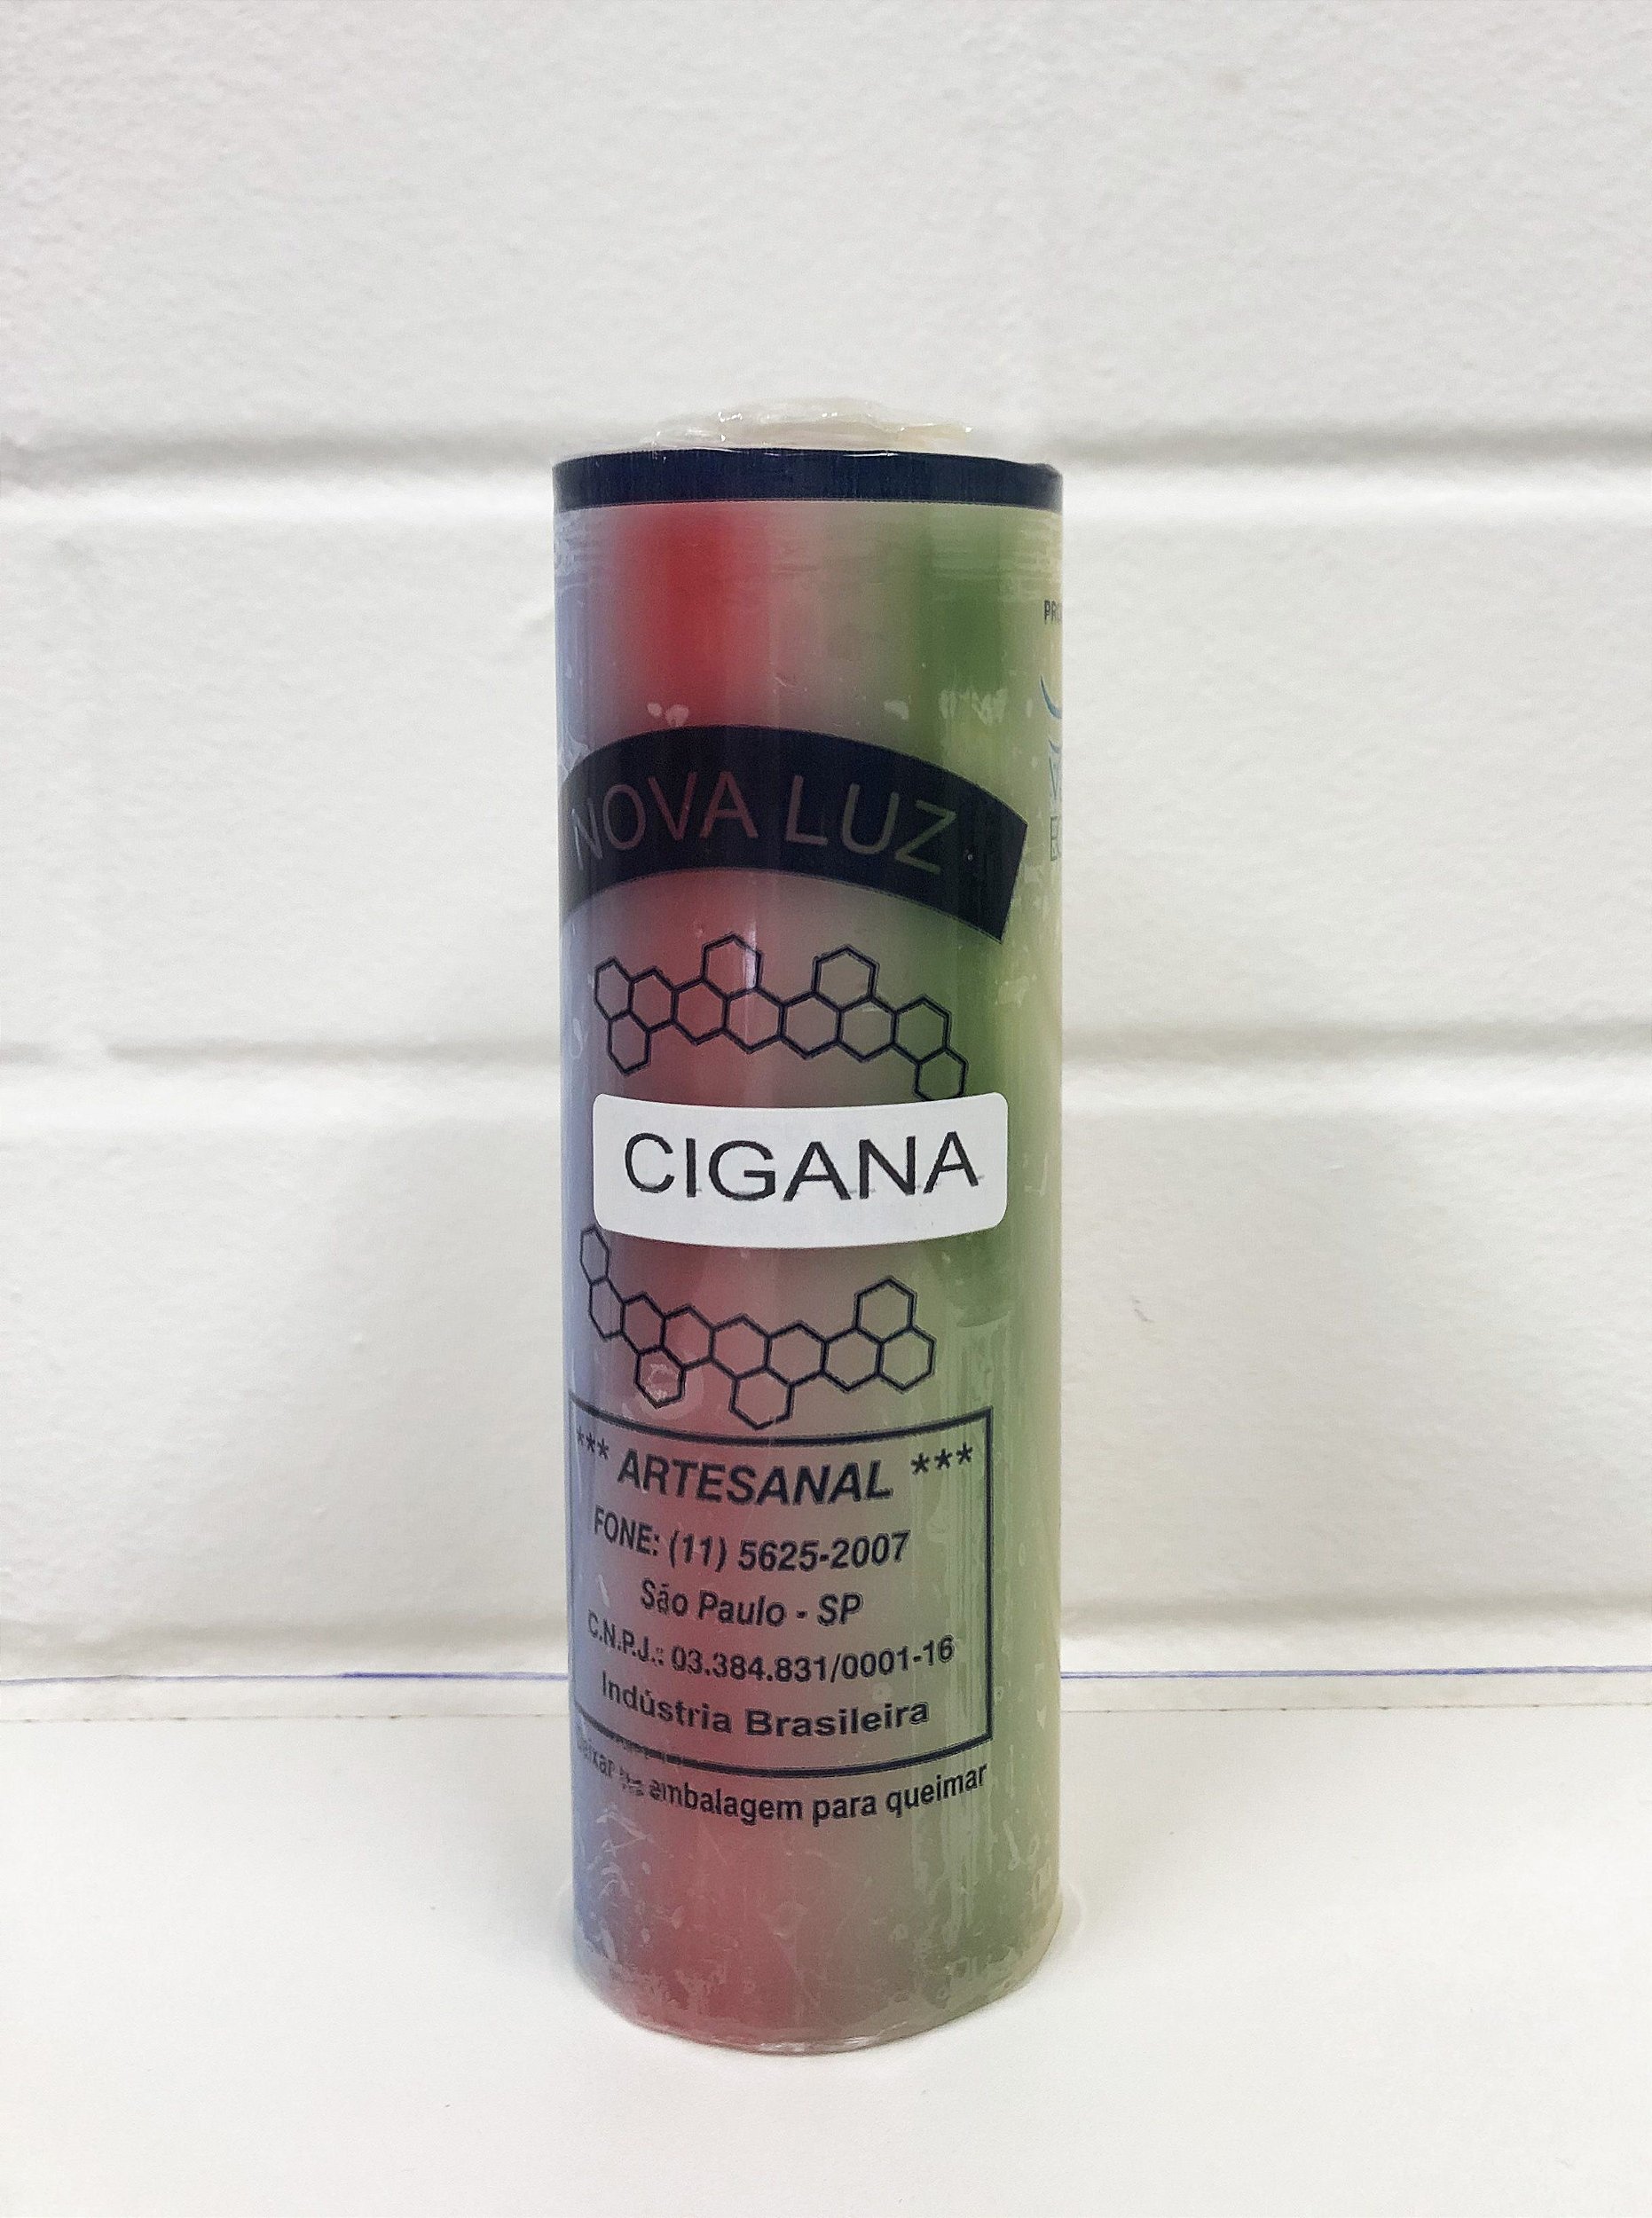 NOVA LUZ
CIGANA
*** ARTESANAL ***
FONE: (11) 5625-2007
São Paulo - SP
C.N.P.J.: 03.384.831/0001-16
Indústria Brasileira
embalagem para queimar